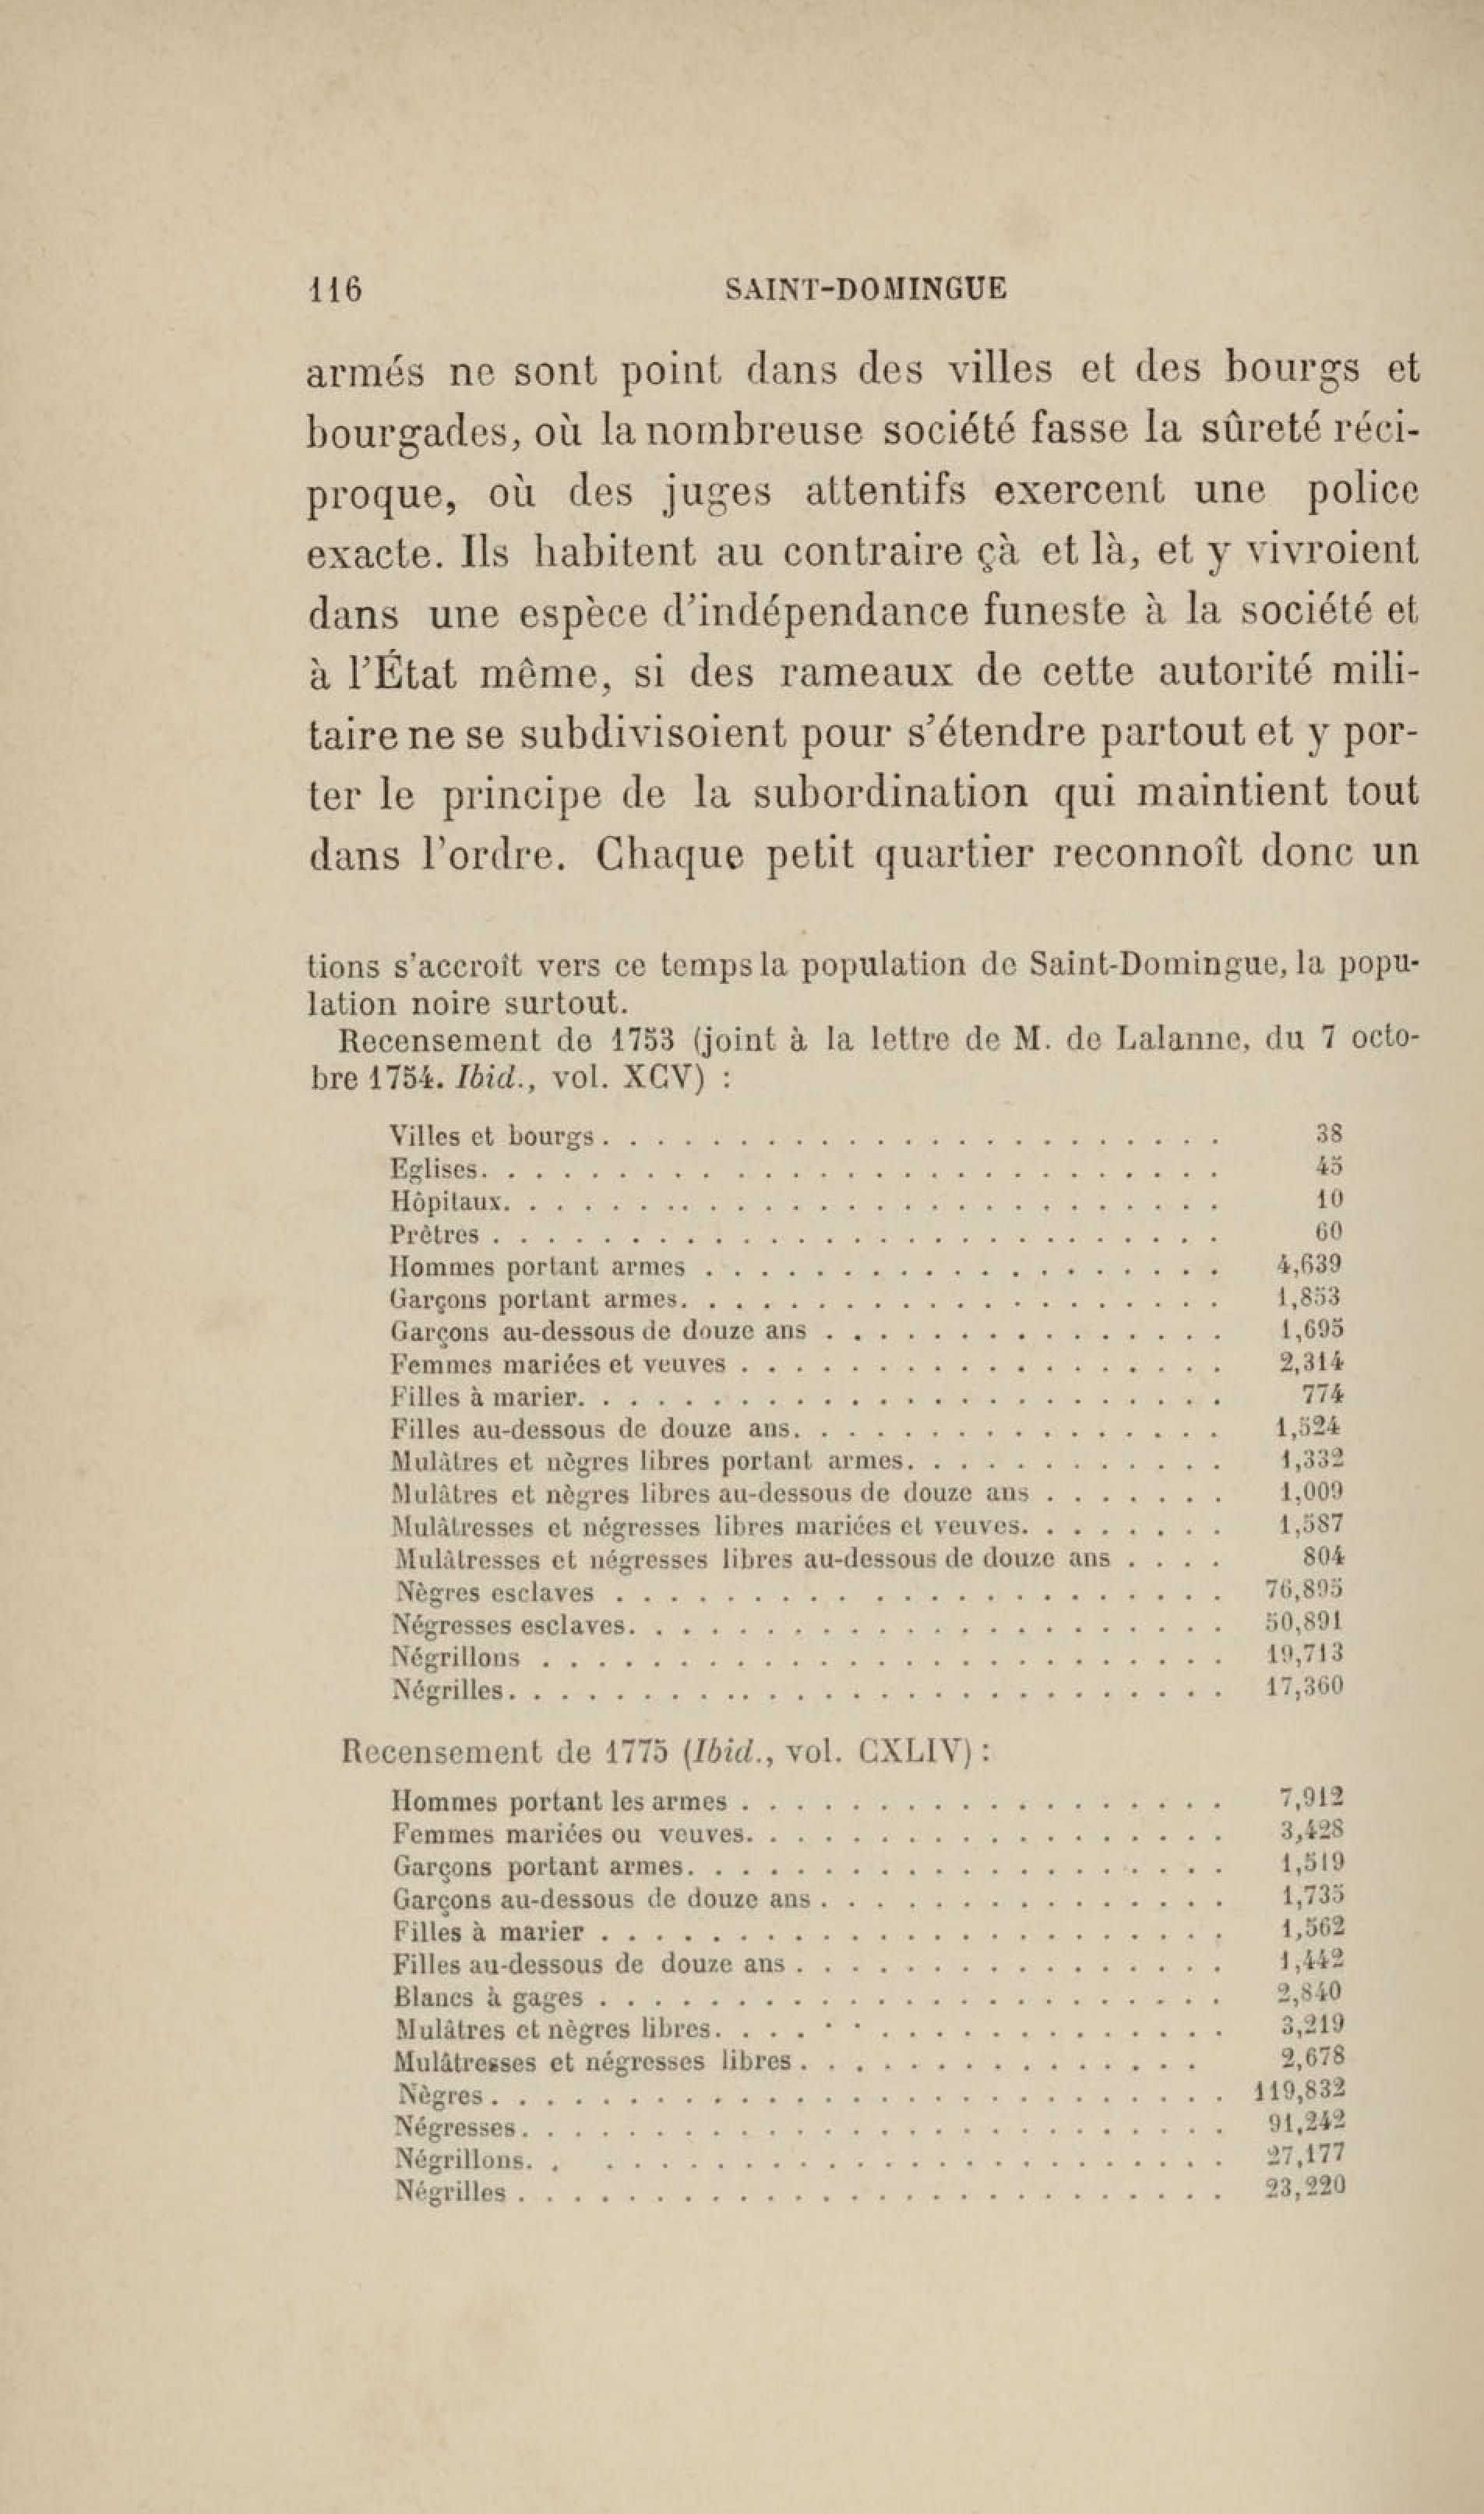 116 SAINT-DOMINGUE
armés ne sont point dans des villes et des bourgs et
bourgades, où la nombreuse société fasse la sûreté réci-
proque, où des juges attentifs exercent une police
exacte. Ils habitent au contraire çà et là, et y vivroient
dans une espèce d'indépendance funeste à la société et
à l'État même, si des rameaux de cette autorité mili-
taire ne se subdivisoient pour s'étendre partout et y por-
ter le principe de la subordination qui maintient tout
dans l'ordre. Chaque petit quartier reconnoît donc un
tions s'accroît vers ce temps la population de Saint-Domingue, la popu-
lation noire surtout.
Recensement de 1753 (joint à la lettre de M. de Lalanne, du 7 octo-
bre 1754. Ibid., vol. XCV) :
Villes et bourgs. . . . . . . . . . . . . . . . . . . . . . . 38
Eglises. . . . . . . . . . . . . . . . . . . . . . . . . . . 45
Hôpitaux. . . . . . . . . . . . . . . . . . . . . . . . . . 10
Prêtres . . . . . . . . . . . . . . . . . . . . . . . . . . . 60
Hommes portant armes . . . . . . . . . . . . . . . . . . . 4,639
Garçons portant armes. . . . . . . . . . . . . . . . . . . . 1,853
Garçons au-dessous de douze ans . . . . . . . . . . . . . . . 1,695
Femmes mariées et veuves . . . . . . . . . . . . . . . . . . 2,314
Filles à marier. . . . . . . . . . . . . . . . . . . . . . . . 774
Filles au-dessous de douze ans. . . . . . . . . . . . . . . . 1,524
Mulâtres et nègres libres portant armes. . . . . . . . . . . . 1,332
Mulâtres et nègres libres au-dessous de douze ans . . . . . . . 1,009
Mulâtresses et négresses libres mariées et veuves. . . . . . . . 1,587
Mulâtresses et négresses libres au-dessous de douze ans . . . . 804
Nègres esclaves . . . . . . . . . . . . . . . . . . . . . . . 76,895
Négresses esclaves. . . . . . . . . . . . . . . . . . . . . . 50,891
Négrillons . . . . . . . . . . . . . . . . . . . . . . . . . 19,713
Négrilles. . . . . . . . . . . . . . . . . . . . . . . . . . . 17,360
Recensement de 1775 (Ibid., vol. CXLIV) :
Hommes portant les armes . . . . . . . . . . . . . . . . . . 7,912
Femmes mariées ou veuves. . . . . . . . . . . . . . . . . . 3,428
Garçons portant armes. . . . . . . . . . . . . . . . . . . . 1,519
Garçons au-dessous de douze ans . . . . . . . . . . . . . . . 1,735
Filles à marier . . . . . . . . . . . . . . . . . . . . . . . 1,562
Filles au-dessous de douze ans . . . . . . . . . . . . . . . . 1,442
Blancs à gages . . . . . . . . . . . . . . . . . . . . . . . 2,840
Mulâtres et nègres libres. . . . . . . . . . . . . . . . . . . 3,219
Mulâtresses et négresses libres . . . . . . . . . . . . . . . 2,678
Nègres. . . . . . . . . . . . . . . . . . . . . . . . . . . 119,832
Négresses. . . . . . . . . . . . . . . . . . . . . . . . . . 91,242
Négrillons. . . . . . . . . . . . . . . . . . . . . . . . . 27,177
Négrilles . . . . . . . . . . . . . . . . . . . . . . . . . . 23,220